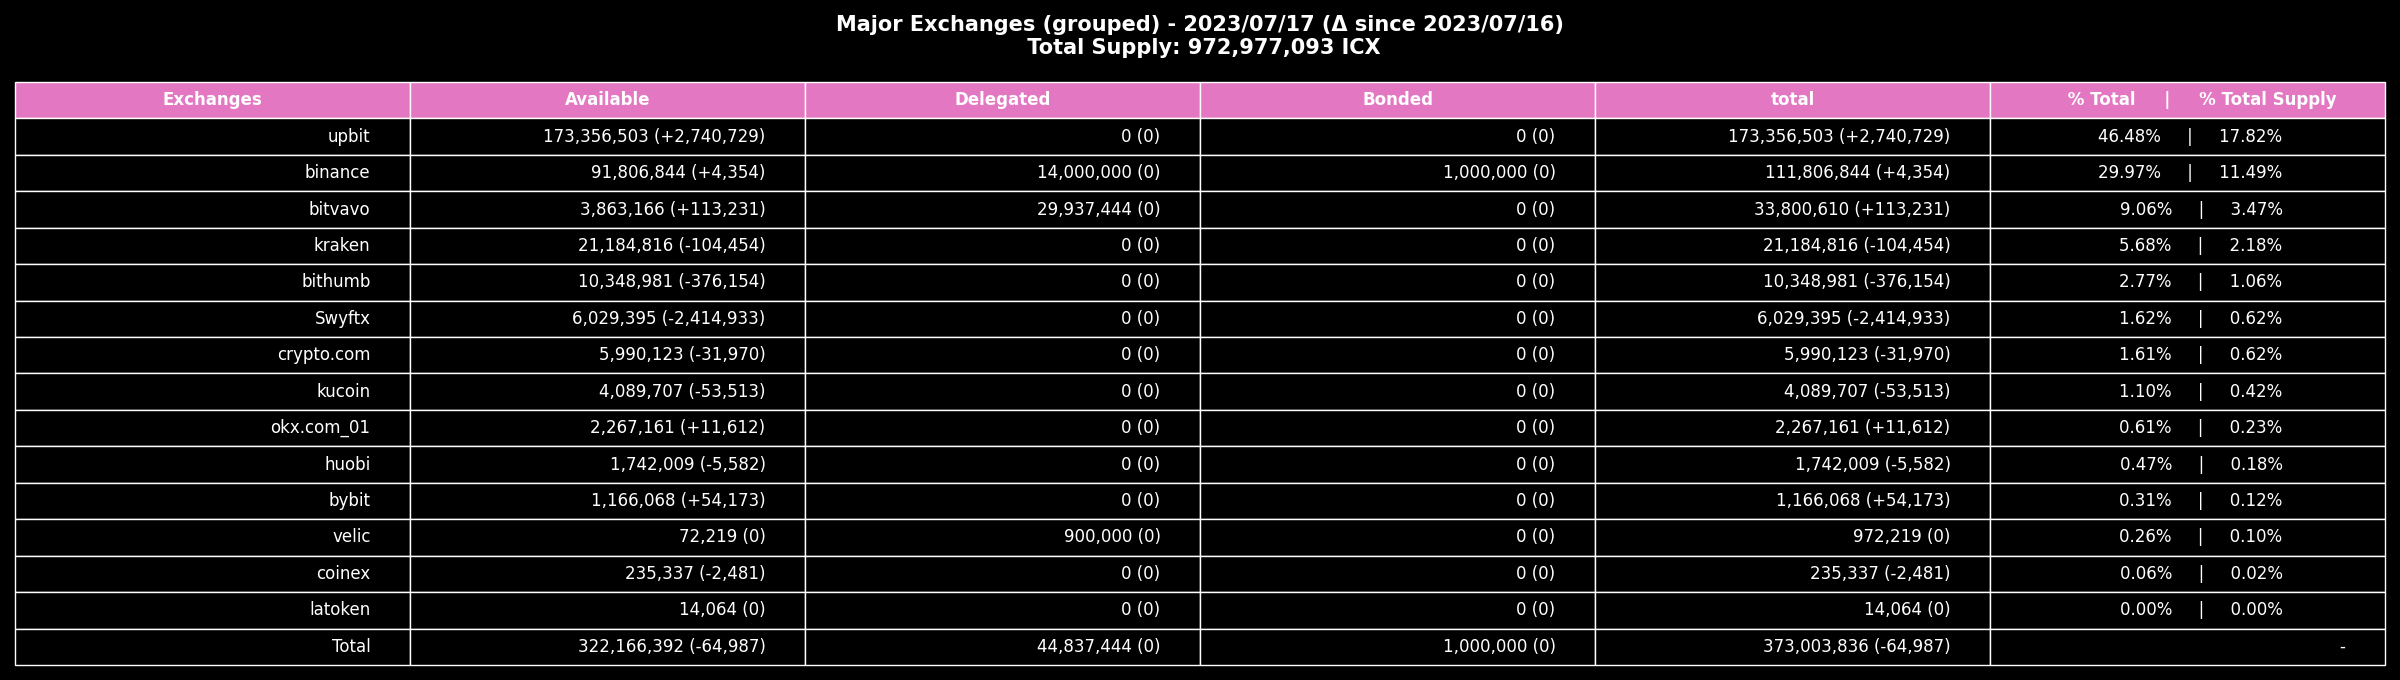 Major Exchanges (grouped) - 2023/07/17 (Δ since 2023/07/16)
Total Supply: 972,977,093 ICX
Exchanges Available Delegated Bonded total % Total | % Total Supply
upbit 173,356,503 (+2,740,729) 0 (0) 0 (0) 173,356,503 (+2,740,729) 46.48% | 17.82%
binance 91,806,844 (+4,354) 14,000,000 (0) 1,000,000 (0) 111,806,844 (+4,354) 29.97% | 11.49%
bitvavo 3,863,166 (+113,231) 29,937,444 (0) 0 (0) 33,800,610 (+113,231) 9.06% | 3.47%
kraken 21,184,816 (-104,454) 0 (0) 0 (0) 21,184,816 (-104,454) 5.68% | 2.18%
bithumb 10,348,981 (-376,154) 0 (0) 0 (0) 10,348,981 (-376,154) 2.77% | 1.06%
Swyftx 6,029,395 (-2,414,933) 0 (0) 0 (0) 6,029,395 (-2,414,933) 1.62% | 0.62%
crypto.com 5,990,123 (-31,970) 0 (0) 0 (0) 5,990,123 (-31,970) 1.61% | 0.62%
kucoin 4,089,707 (-53,513) 0 (0) 0 (0) 4,089,707 (-53,513) 1.10% | 0.42%
okx.com_01 2,267,161 (+11,612) 0 (0) 0 (0) 2,267,161 (+11,612) 0.61% | 0.23%
huobi 1,742,009 (-5,582) 0 (0) 0 (0) 1,742,009 (-5,582) 0.47% | 0.18%
bybit 1,166,068 (+54,173) 0 (0) 0 (0) 1,166,068 (+54,173) 0.31% | 0.12%
velic 72,219 (0) 900,000 (0) 0 (0) 972,219 (0) 0.26% | 0.10%
coinex 235,337 (-2,481) 0 (0) 0 (0) 235,337 (-2,481) 0.06% | 0.02%
latoken 14,064 (0) 0 (0) 0 (0) 14,064 (0) 0.00% | 0.00%
Total 322,166,392 (-64,987) 44,837,444 (0) 1,000,000 (0) 373,003,836 (-64,987) -